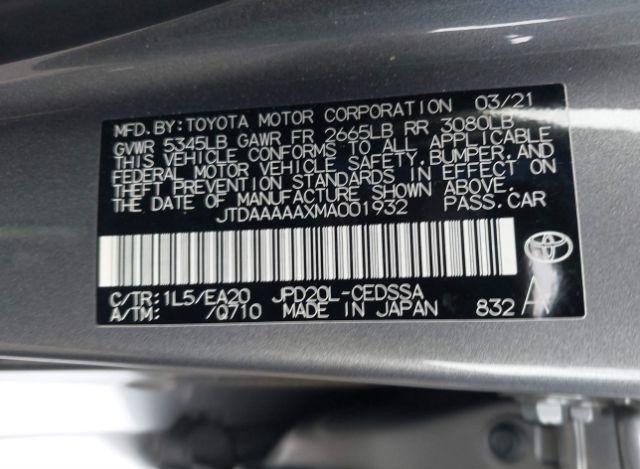 MFD. BY: TOYOTA MOTOR CORPORATION 03/21
GVWR 5345LB GAWR FR 2665LB RR 3080LB
THIS VEHICLE CONFORMS TO ALL APPLICABLE
FEDERAL MOTOR VEHICLE SAFETY, BUMPER, AND
THEFT PREVENTION STANDARDS IN EFFECT ON
THE DATE OF MANUFACTURE SHOWN ABOVE.
JTDAAAAAXMA001932 PASS. CAR
C/TR: 1L5/EA20 JPD20L-CEDSSA A
A/TM: /Q710 MADE IN JAPAN 832
TOYOTA